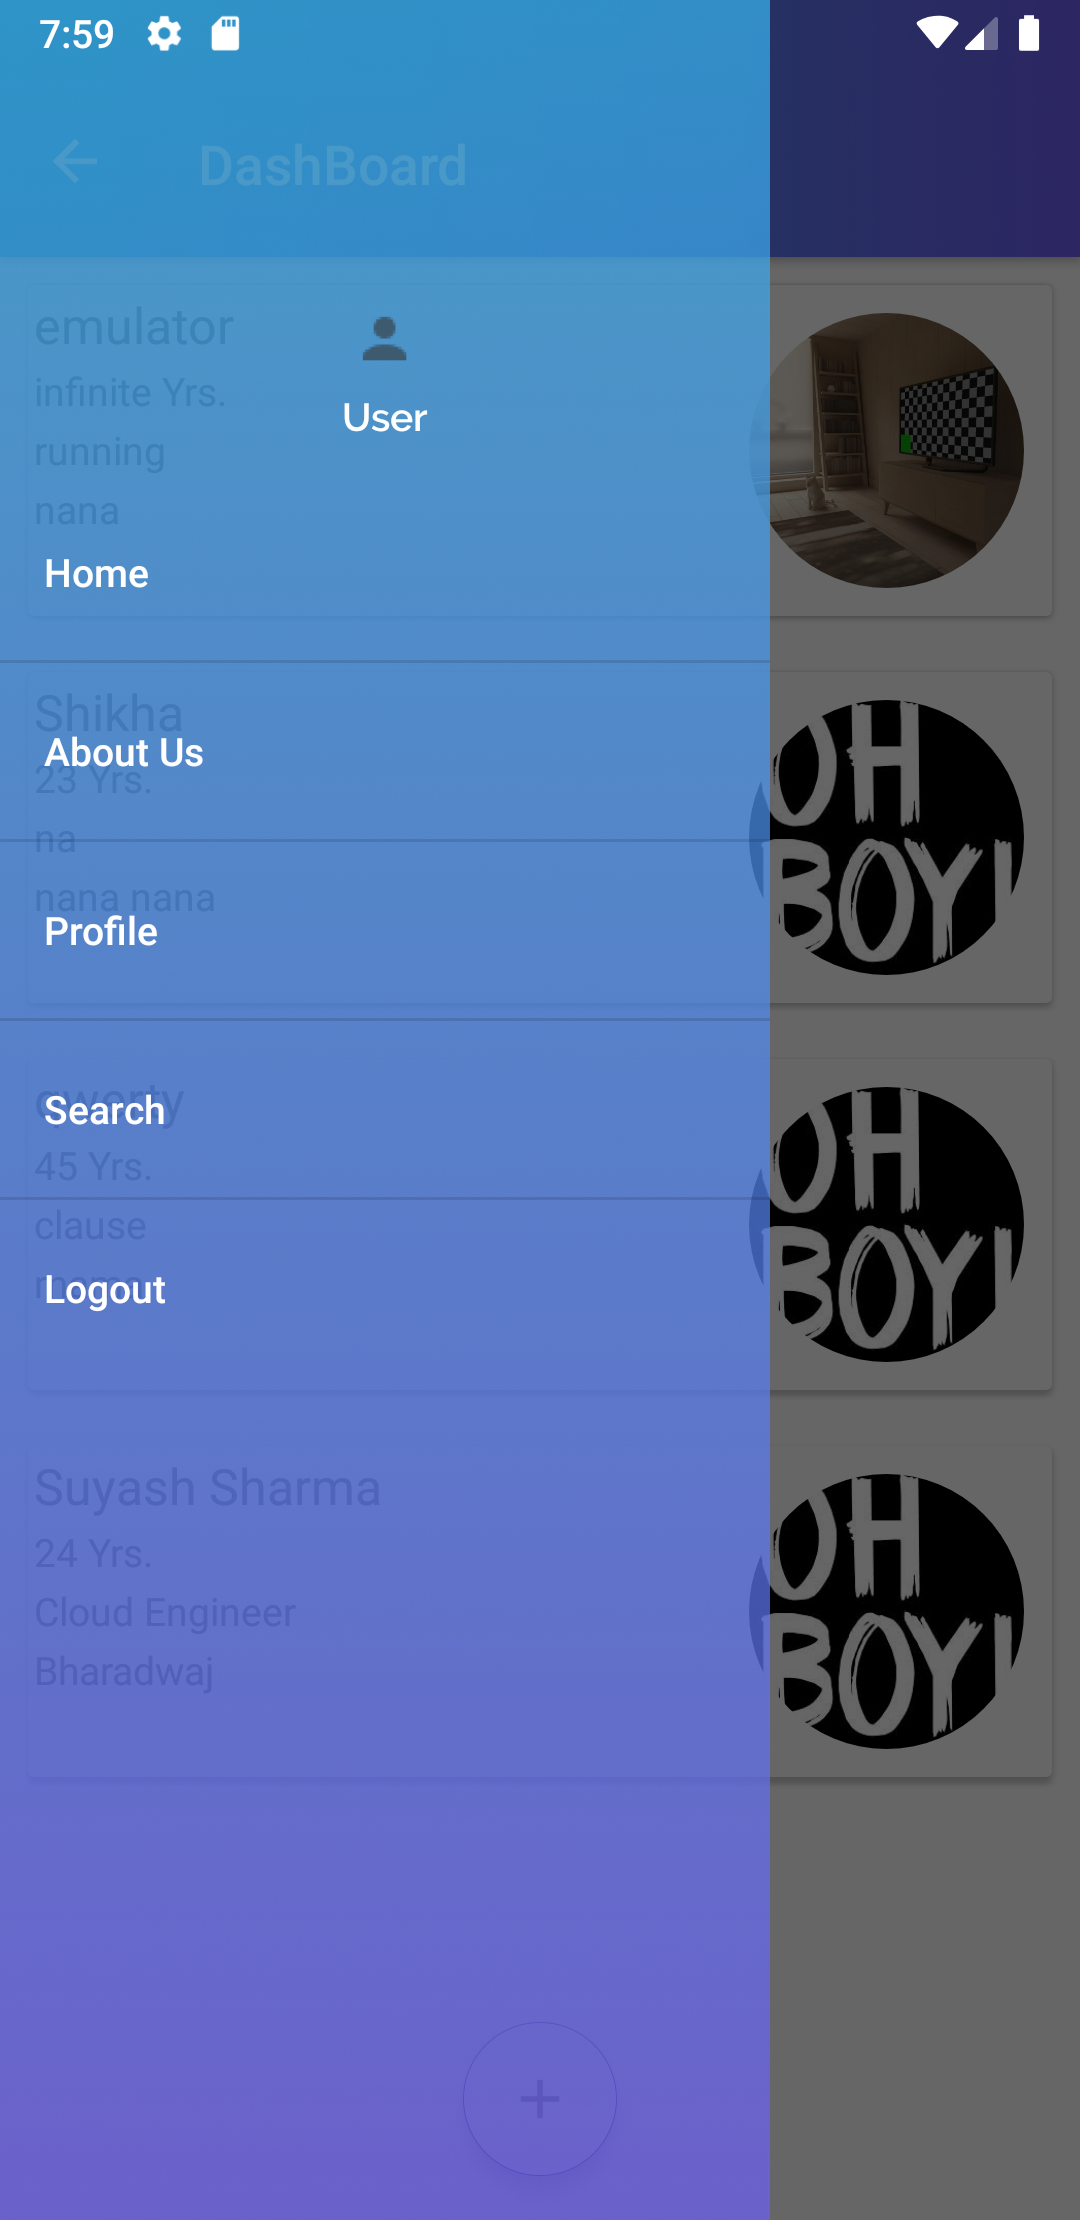 7:59
DashBoard
emulator
infinite Yrs.
User
running
nana
Home
Shikha
About Us
23 Yrs.
na
nana nana
Profile
qwerty
Search
45 Yrs.
clause
Logout
Suyash Sharma
24 Yrs.
Cloud Engineer
Bharadwaj
OH
BOY!
OH
BOY!
OH
BOY!